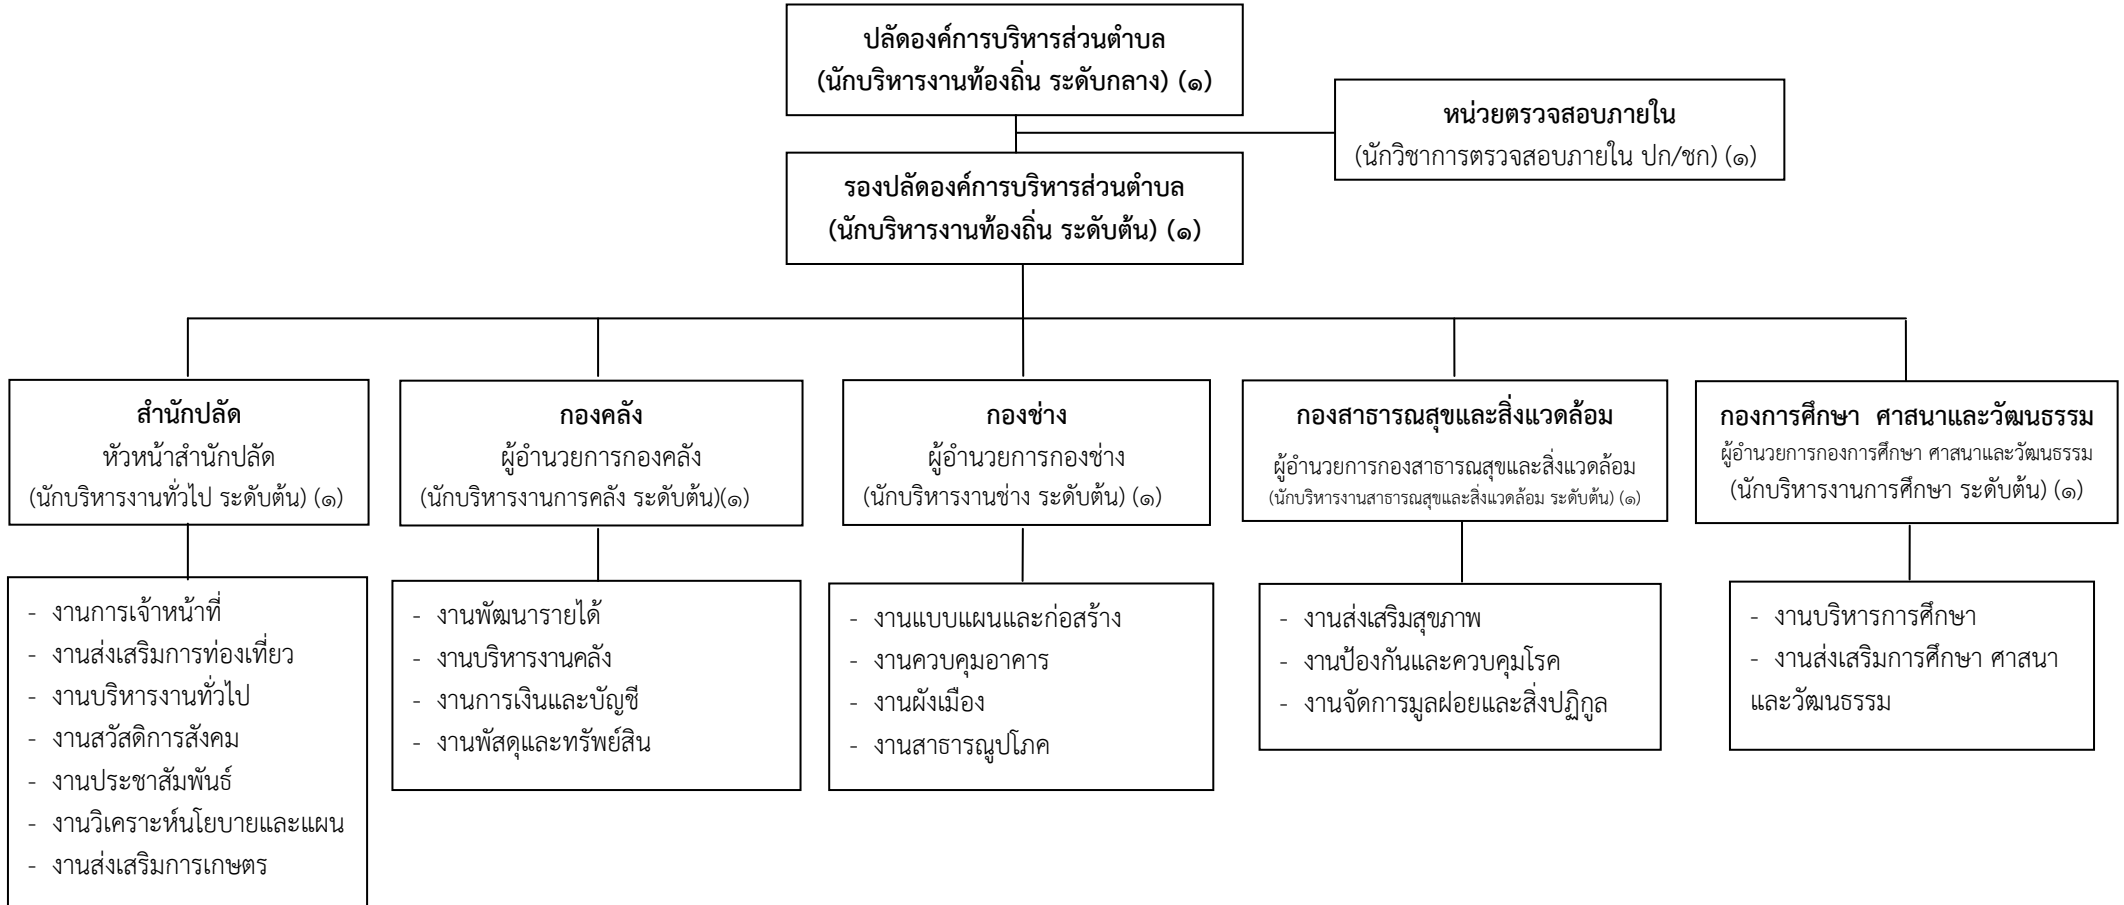 ปลัดองค์การบริหารส่วนตำบล
(นักบริหารงานท้องถิ่น ระดับกลาง) (๑)
หน่วยตรวจสอบภายใน
(นักวิชาการตรวจสอบภายใน ปก/ชก) (๑)
รองปลัดองค์การบริหารส่วนตำบล
(นักบริหารงานท้องถิ่น ระดับต้น) (๑)
สำนักปลัด
หัวหน้าสำนักปลัด
(นักบริหารงานทั่วไป ระดับต้น) (๑)
กองคลัง
ผู้อำนวยการกองคลัง
(นักบริหารงานการคลัง ระดับต้น)(๑)
กองช่าง
ผู้อำนวยการกองช่าง
(นักบริหารงานช่าง ระดับต้น) (๑)
กองสาธารณสุขและสิ่งแวดล้อม
ผู้อำนวยการกองสาธารณสุขและสิ่งแวดล้อม
(นักบริหารงานสาธารณสุขและสิ่งแวดล้อม ระดับต้น) (๑)
กองการศึกษา ศาสนาและวัฒนธรรม
ผู้อำนวยการกองการศึกษา ศาสนาและวัฒนธรรม
(นักบริหารงานการศึกษา ระดับต้น) (๑)
- งานการเจ้าหน้าที่
- งานส่งเสริมการท่องเที่ยว
- งานบริหารงานทั่วไป
- งานสวัสดิการสังคม
- งานประชาสัมพันธ์
- งานวิเคราะห์นโยบายและแผน
- งานส่งเสริมการเกษตร
- งานพัฒนารายได้
- งานบริหารงานคลัง
- งานการเงินและบัญชี
- งานพัสดุและทรัพย์สิน
- งานแบบแผนและก่อสร้าง
- งานควบคุมอาคาร
- งานผังเมือง
- งานสาธารณูปโภค
- งานส่งเสริมสุขภาพ
- งานป้องกันและควบคุมโรค
- งานจัดการมูลฝอยและสิ่งปฏิกูล
- งานบริหารการศึกษา
- งานส่งเสริมการศึกษา ศาสนา
และวัฒนธรรม